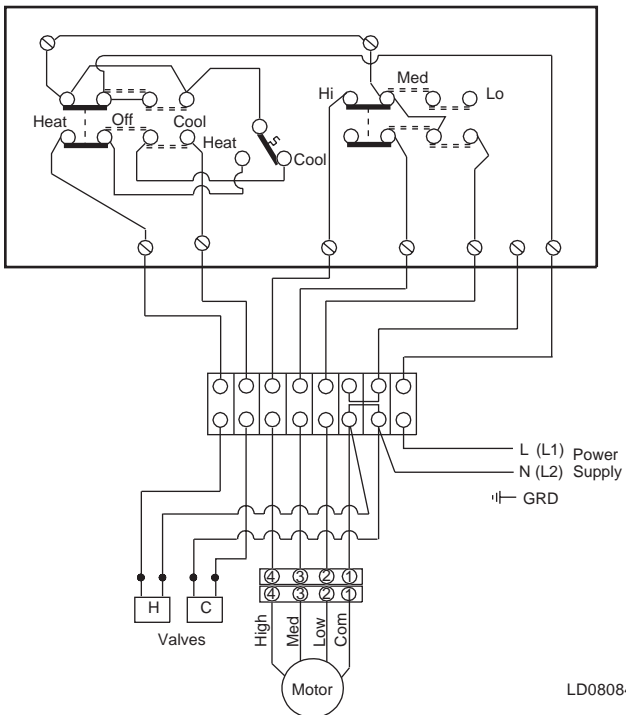 Med
Hi
Lo
Heat
Off
Cool
Heat
Cool
L (L1)
Power
N (L2)
Supply
GRD
4 3 2 1
4 3 2 1
H
C
Valves
High
Med
Low
Com
Motor